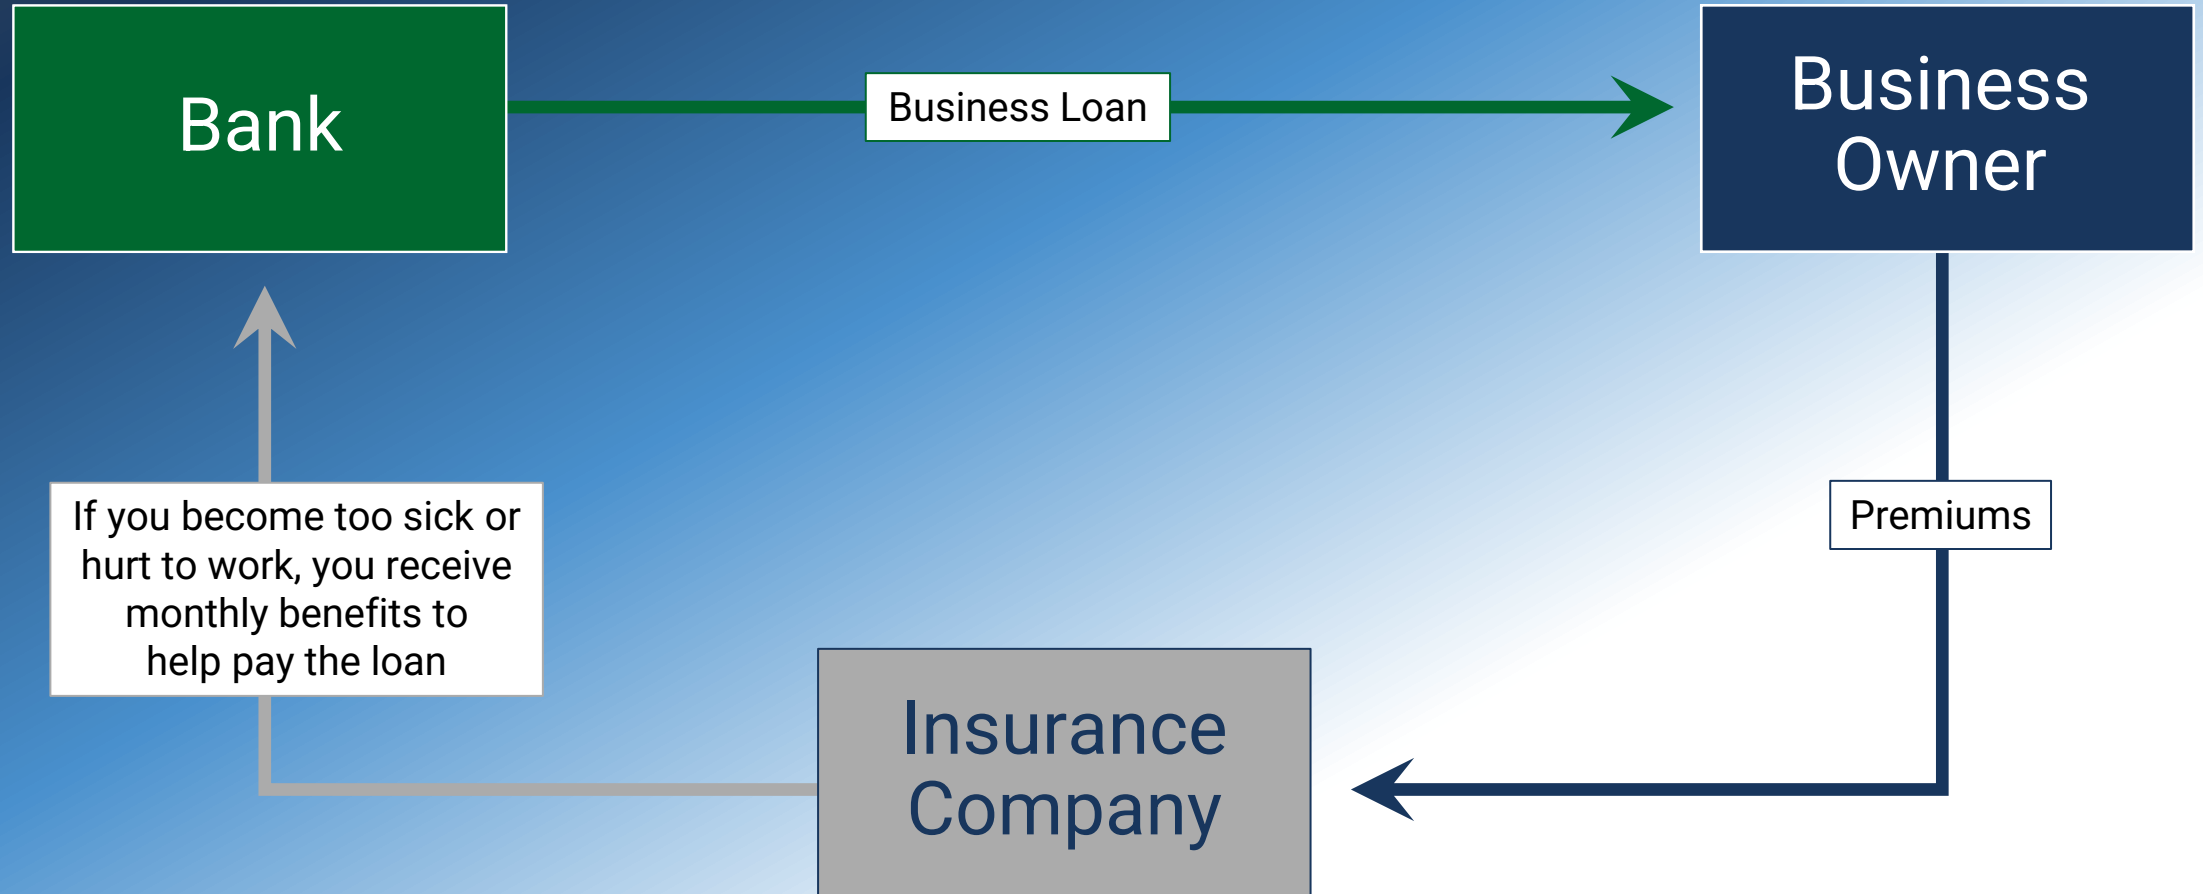 Bank
Business Loan
Business
Owner
If you become too sick or
hurt to work, you receive
monthly benefits to
help pay the loan
Premiums
Insurance
Company